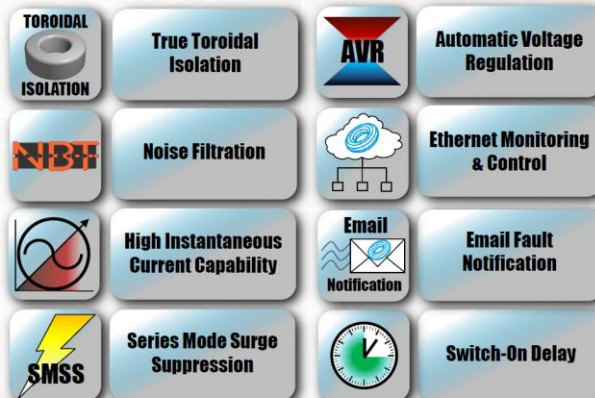 TOROIDAL
ISOLATION
True Toroidal
Isolation
AVR
Automatic Voltage
Regulation
NBT
Noise Filtration
Ethernet Monitoring
& Control
High Instantaneous
Current Capability
Email
Notification
Email Fault
Notification
SMSS
Series Mode Surge
Suppression
Switch-On Delay